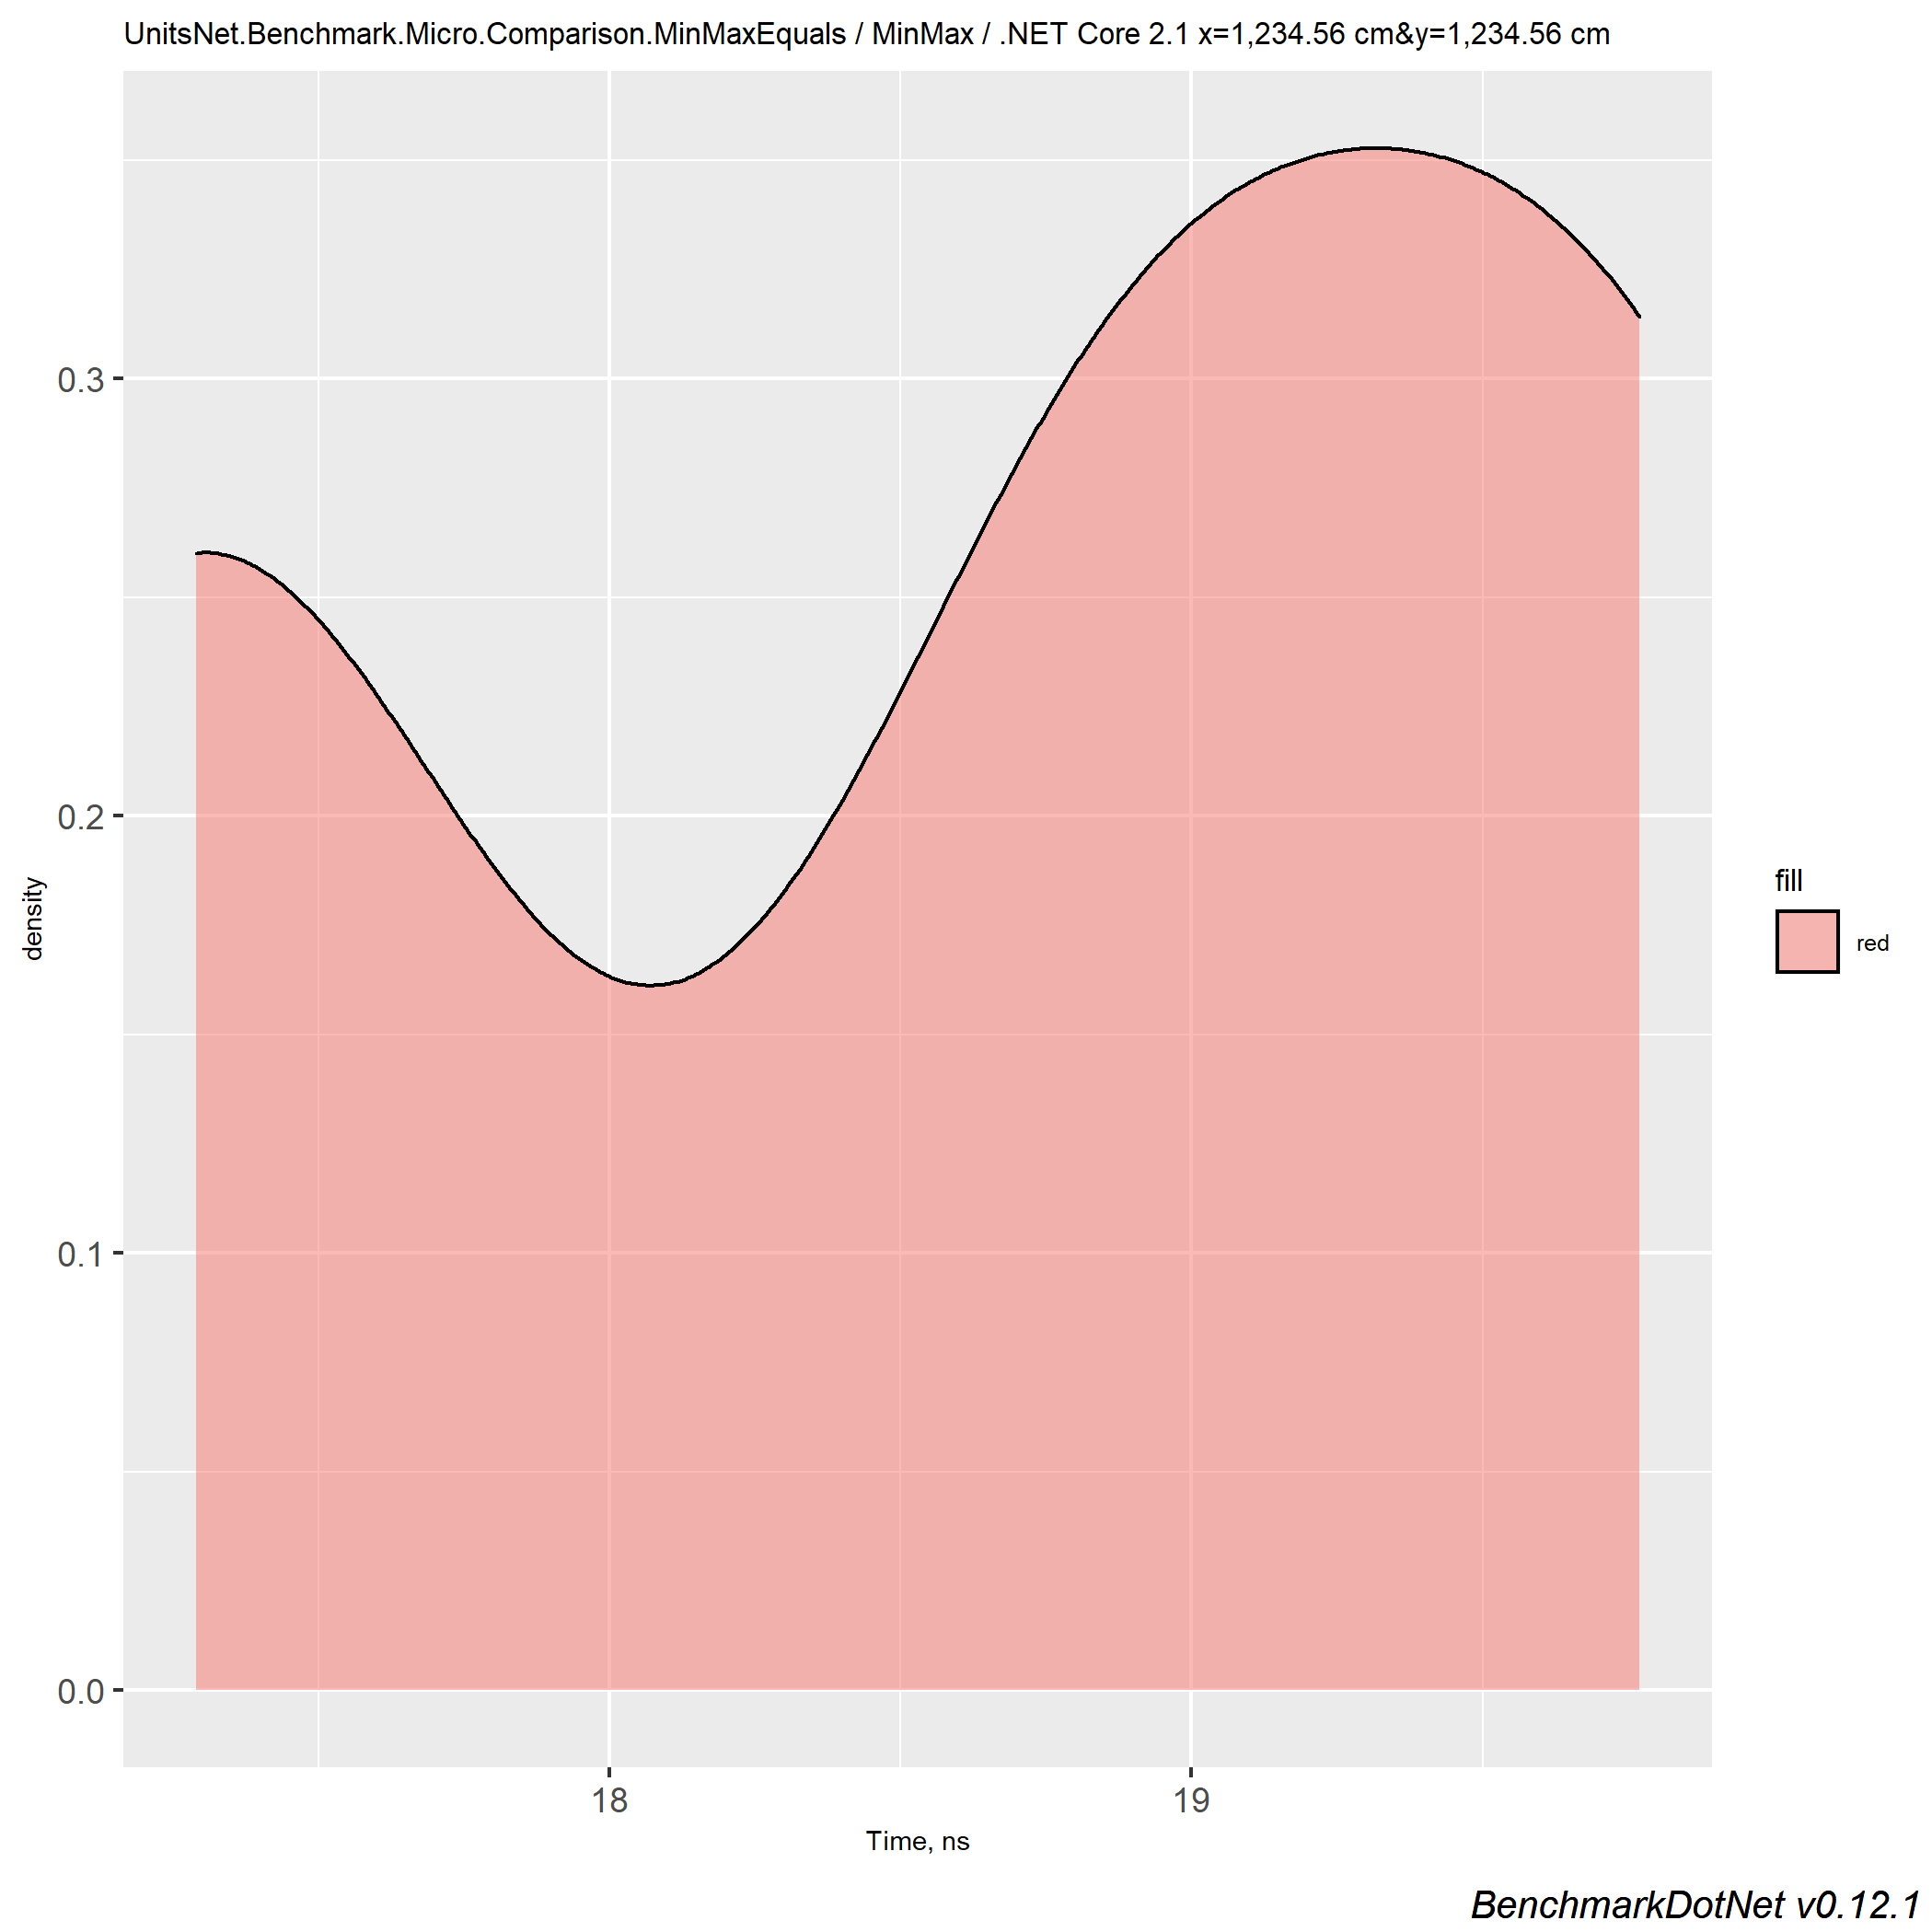 UnitsNet.Benchmark.Micro.Comparison.MinMaxEquals / MinMax / .NET Core 2.1 x=1,234.56 cm&y=1,234.56 cm
0.3
0.2
0.1
0.0
density
18 19
Time, ns
fill
red
BenchmarkDotNet v0.12.1